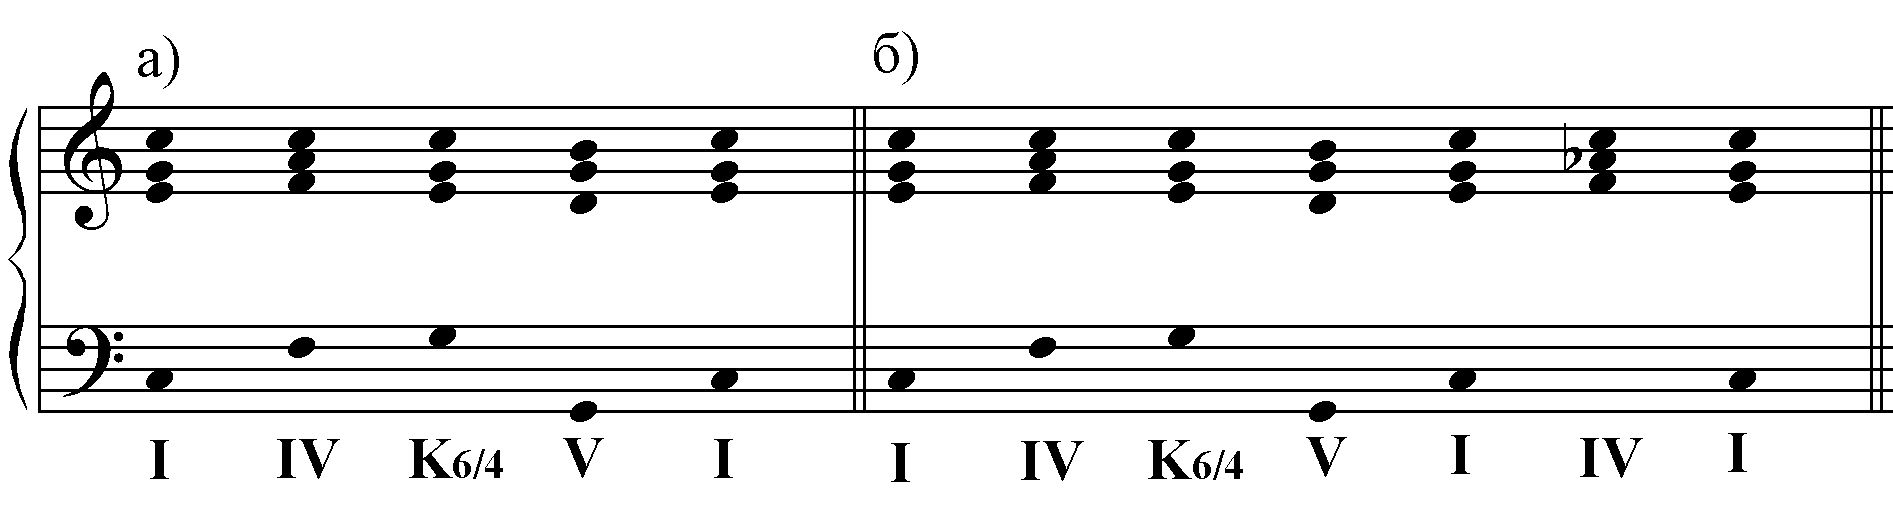 а) б)
I IV K6/4 V I I IV K6/4 V I IV I